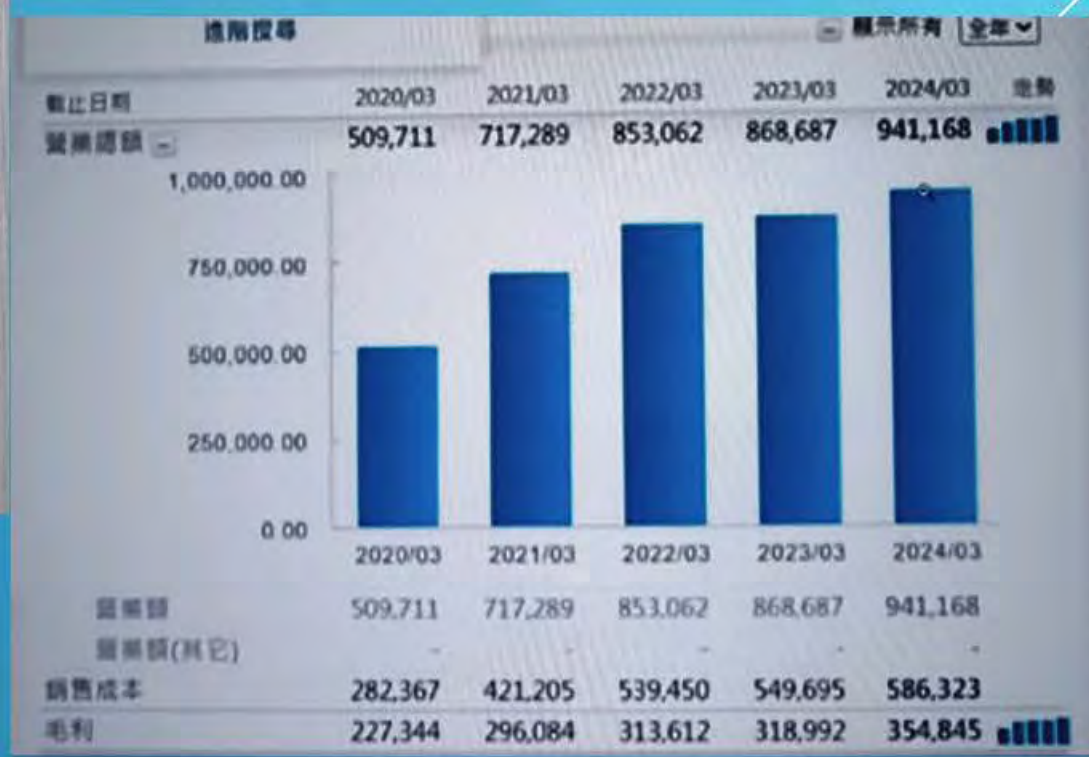 進階搜尋
顯示所有 全年
截止日期 2020/03 2021/03 2022/03 2023/03 2024/03 走勢
營業總額 509,711 717,289 853,062 868,687 941,168
1,000,000.00
750,000.00
500,000.00
250,000.00
0.00
2020/03 2021/03 2022/03 2023/03 2024/03
營業額 509,711 717,289 853,062 868,687 941,168
營業額(其它) - - - - -
銷售成本 282,367 421,205 539,450 549,695 586,323
毛利 227,344 296,084 313,612 318,992 354,845